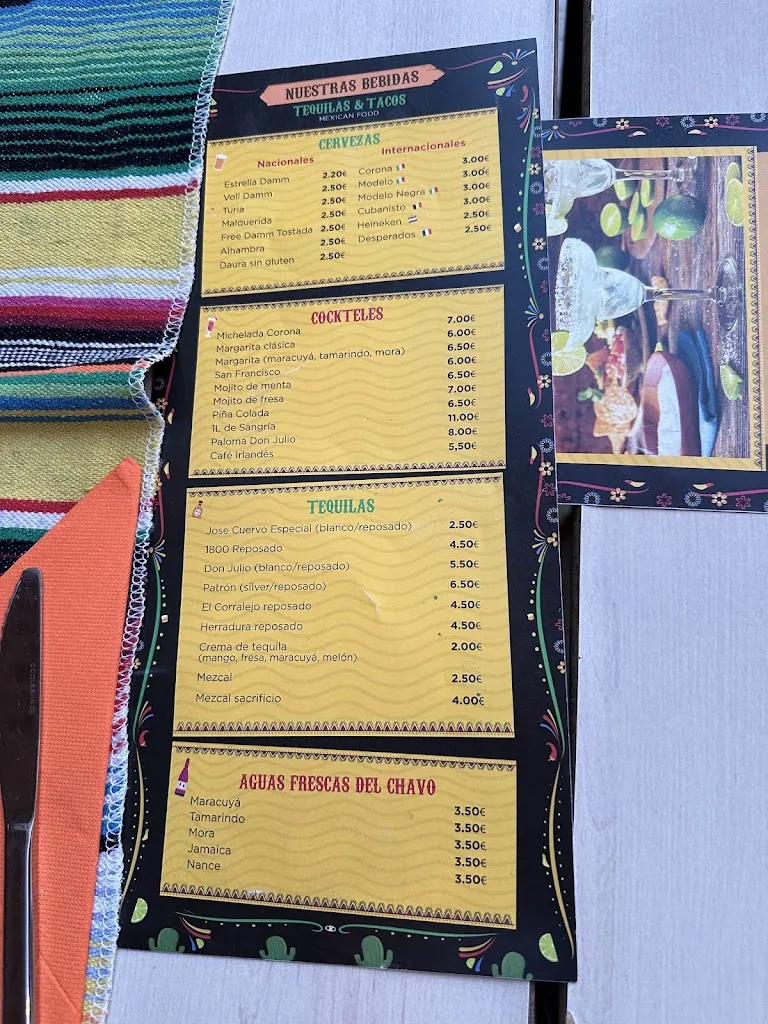 NUESTRAS BEBIDAS
TEQUILAS & TACOS
MEXICAN FOOD
CERVEZAS
Nacionales
Estrella Damm 2.20€
Voll Damm 2.50€
Turia 2.50€
Malquerida 2.50€
Free Damm Tostada 2.50€
Alhambra 2.50€
Daura sin gluten 2.50€
Internacionales
Corona 3.00€
Modelo 3.00€
Modelo Negra 3.00€
Cubanisto 3.00€
Heineken 2.50€
Desperados 2.50€
COCKTELES
Michelada Corona 7.00€
Margarita clásica 6.00€
Margarita (maracuyá, tamarindo, mora) 6.50€
San Francisco 6.00€
Mojito de menta 6.50€
Mojito de fresa 7.00€
Piña Colada 6.50€
1L de Sangría 11.00€
Paloma Don Julio 8.00€
Café Irlandés 5,50€
TEQUILAS
Jose Cuervo Especial (blanco/reposado) 2.50€
1800 Reposado 4.50€
Don Julio (blanco/reposado) 5.50€
Patrón (silver/reposado) 6.50€
El Corralejo reposado 4.50€
Herradura reposado 4.50€
Crema de tequila 2.00€
(mango, fresa, maracuyá, melón)
Mezcal 2.50€
Mezcal sacrificio 4.00€
AGUAS FRESCAS DEL CHAVO
Maracuyá 3.50€
Tamarindo 3.50€
Mora 3.50€
Jamaica 3.50€
Nance 3.50€